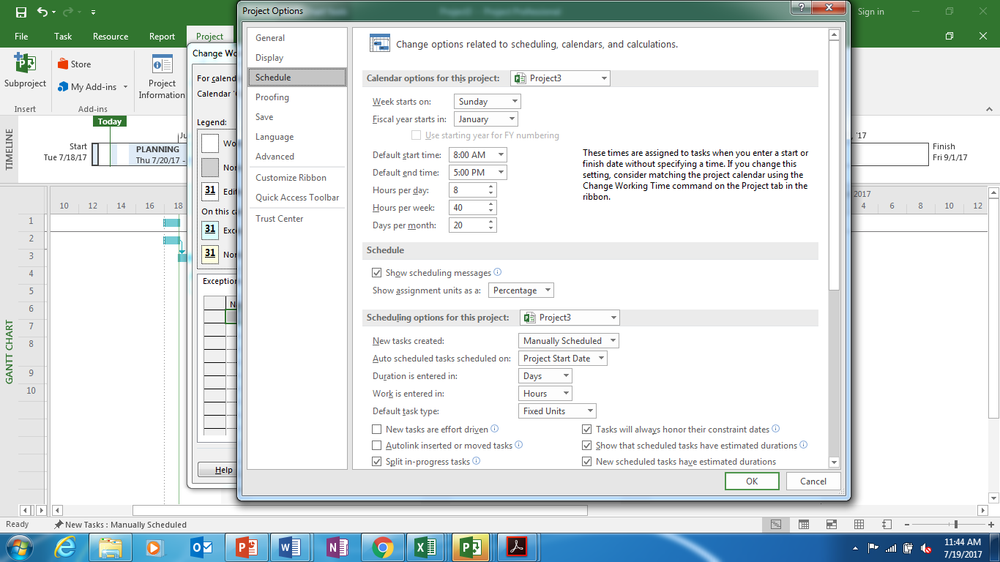 Project Options
Sign in
File
Task
Resource
Report
Project
Subproject
Insert
Store
My Add-ins
Add-ins
Project
Information
Today
TIMELINE
Start
Tue 7/18/17
PLANNING
Thu 7/20/17 -
, '17
Finish
Fri 9/1/17
Change Wo
For calend
Calendar '
Legend:
Wo
Non
31 Edit
On this ca
31 Exce
31 Non
Exception
N
Help
General
Display
Schedule
Proofing
Save
Language
Advanced
Customize Ribbon
Quick Access Toolbar
Trust Center
Change options related to scheduling, calendars, and calculations.
Calendar options for this project: Project3
Week starts on: Sunday
Fiscal year starts in: January
Use starting year for FY numbering
Default start time: 8:00 AM
Default end time: 5:00 PM
Hours per day: 8
Hours per week: 40
Days per month: 20
These times are assigned to tasks when you enter a start or
finish date without specifying a time. If you change this
setting, consider matching the project calendar using the
Change Working Time command on the Project tab in the
ribbon.
Schedule
Show scheduling messages
Show assignment units as a: Percentage
Scheduling options for this project: Project3
New tasks created: Manually Scheduled
Auto scheduled tasks scheduled on: Project Start Date
Duration is entered in: Days
Work is entered in: Hours
Default task type: Fixed Units
New tasks are effort driven
Tasks will always honor their constraint dates
Autolink inserted or moved tasks
Show that scheduled tasks have estimated durations
Split in-progress tasks
New scheduled tasks have estimated durations
OK
Cancel
10 12 14 16 18
2017
4 6 8 10 12
GANTT CHART
1
2
3
4
5
6
7
8
9
10
Ready
New Tasks : Manually Scheduled
11:44 AM
7/19/2017